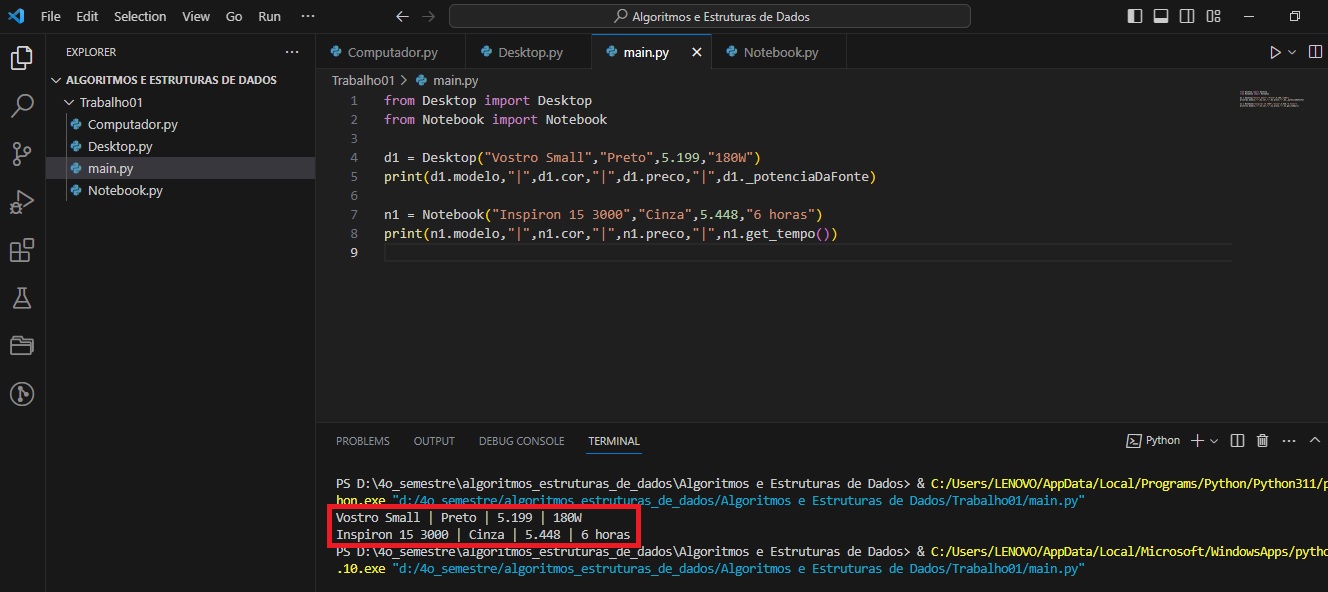 File Edit Selection View Go Run ···
Algoritmos e Estruturas de Dados
EXPLORER
ALGORITMOS E ESTRUTURAS DE DADOS
Trabalho01
Computador.py
Desktop.py
main.py
Notebook.py
Computador.py Desktop.py main.py Notebook.py
Trabalho01 > main.py
1 from Desktop import Desktop
2 from Notebook import Notebook
3
4 d1 = Desktop("Vostro Small","Preto",5.199,"180W")
5 print(d1.modelo,"|",d1.cor,"|",d1.preco,"|",d1._potenciaDaFonte)
6
7 n1 = Notebook("Inspiron 15 3000","Cinza",5.448,"6 horas")
8 print(n1.modelo,"|",n1.cor,"|",n1.preco,"|",n1.get_tempo())
9
PROBLEMS OUTPUT DEBUG CONSOLE TERMINAL
Python
PS D:\4o_semestre\algoritmos_estruturas_de_dados\Algoritmos e Estruturas de Dados> & C:/Users/LENOVO/AppData/Local/Programs/Python/Python311/p
hon.exe "d:/4o_semestre/algoritmos_estruturas_de_dados/Algoritmos e Estruturas de Dados/Trabalho01/main.py"
Vostro Small | Preto | 5.199 | 180W
Inspiron 15 3000 | Cinza | 5.448 | 6 horas
PS D:\4o_semestre\algoritmos_estruturas_de_dados\Algoritmos e Estruturas de Dados> & C:/Users/LENOVO/AppData/Local/Microsoft/WindowsApps/pytho
.10.exe "d:/4o_semestre/algoritmos_estruturas_de_dados/Algoritmos e Estruturas de Dados/Trabalho01/main.py"